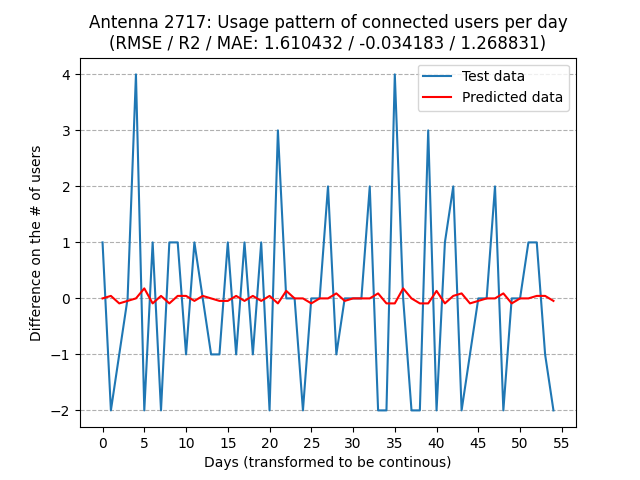 Antenna 2717: Usage pattern of connected users per day
(RMSE / R2 / MAE: 1.610432 / -0.034183 / 1.268831)
Test data
Predicted data
Difference on the # of users
4
3
2
1
0
−1
−2
0 5 10 15 20 25 30 35 40 45 50 55
Days (transformed to be continous)